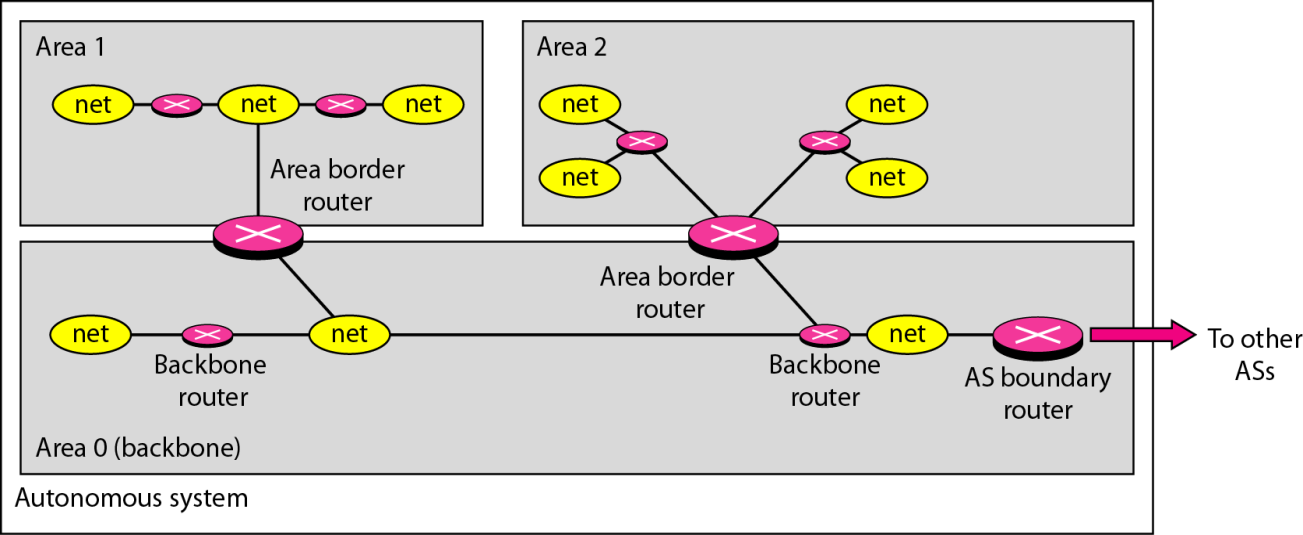 Area 1
net
net
net
Area border
router
Area 2
net
net
net
net
Area border
router
net
Backbone
router
net
Backbone
router
net
AS boundary
router
To other
ASs
Area 0 (backbone)
Autonomous system